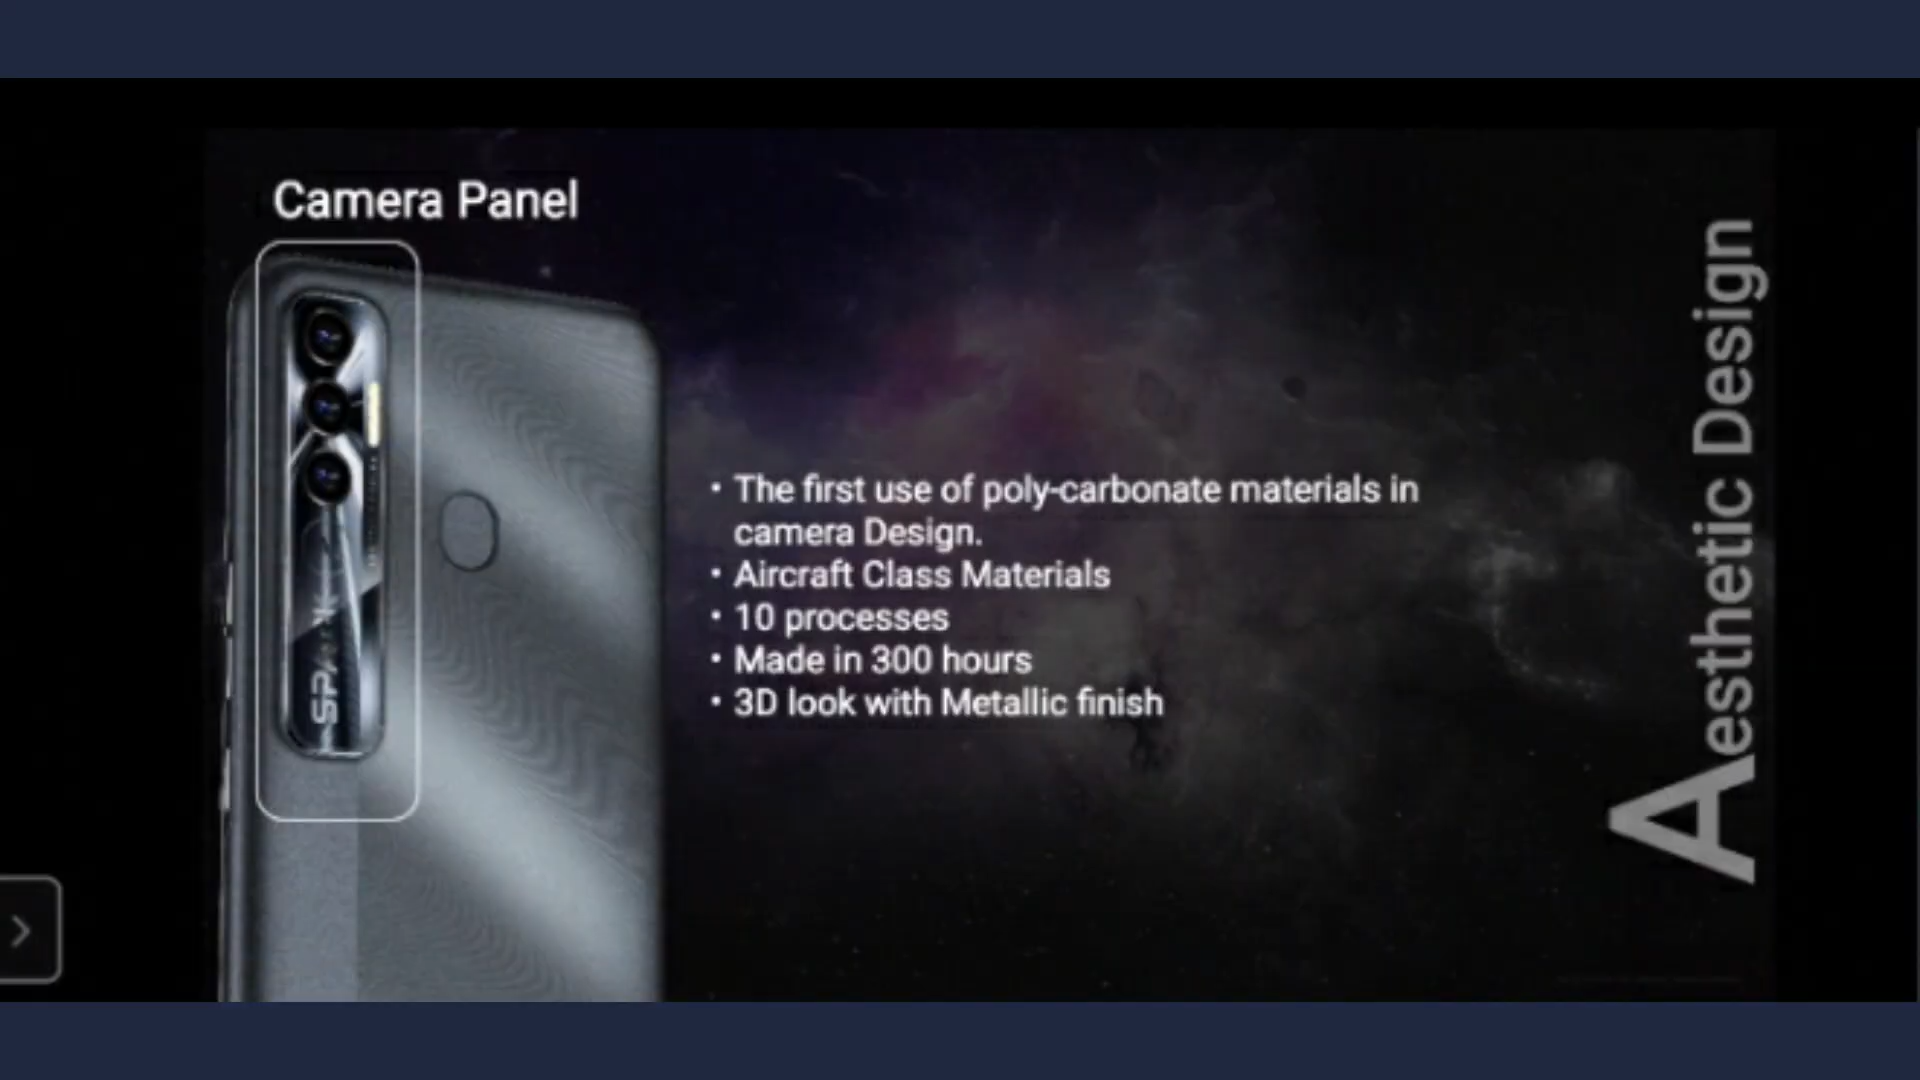 Camera Panel
SPARK
• The first use of poly-carbonate materials in
camera Design.
• Aircraft Class Materials
• 10 processes
• Made in 300 hours
• 3D look with Metallic finish
Aesthetic Design